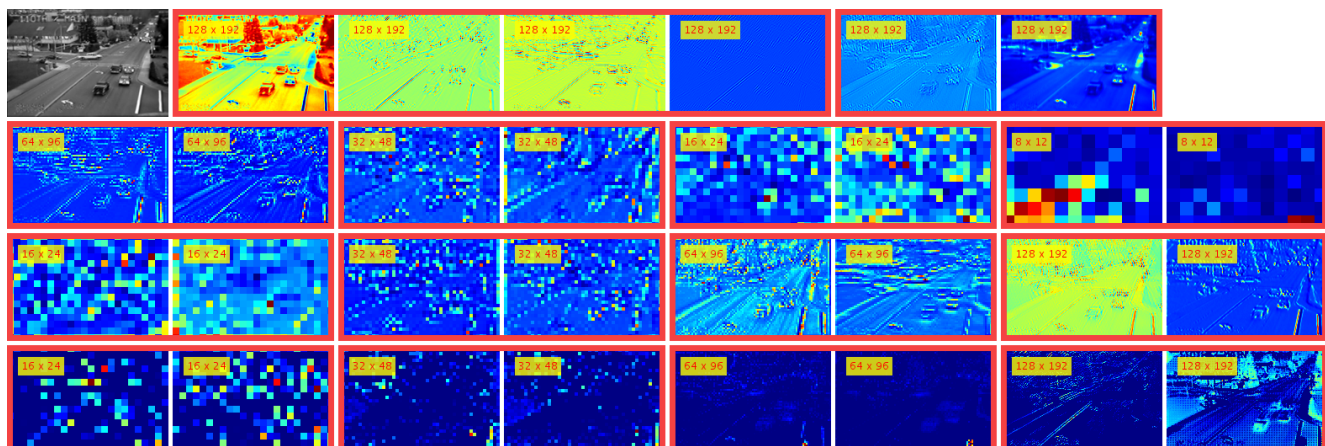 128 x 192 128 x 192 128 x 192 128 x 192 128 x 192 128 x 192
64 x 96 64 x 96 32 x 48 32 x 48 16 x 24 16 x 24 8 x 12 8 x 12
16 x 24 16 x 24 32 x 48 32 x 48 64 x 96 64 x 96 128 x 192 128 x 192
16 x 24 16 x 24 32 x 48 32 x 48 64 x 96 64 x 96 128 x 192 128 x 192